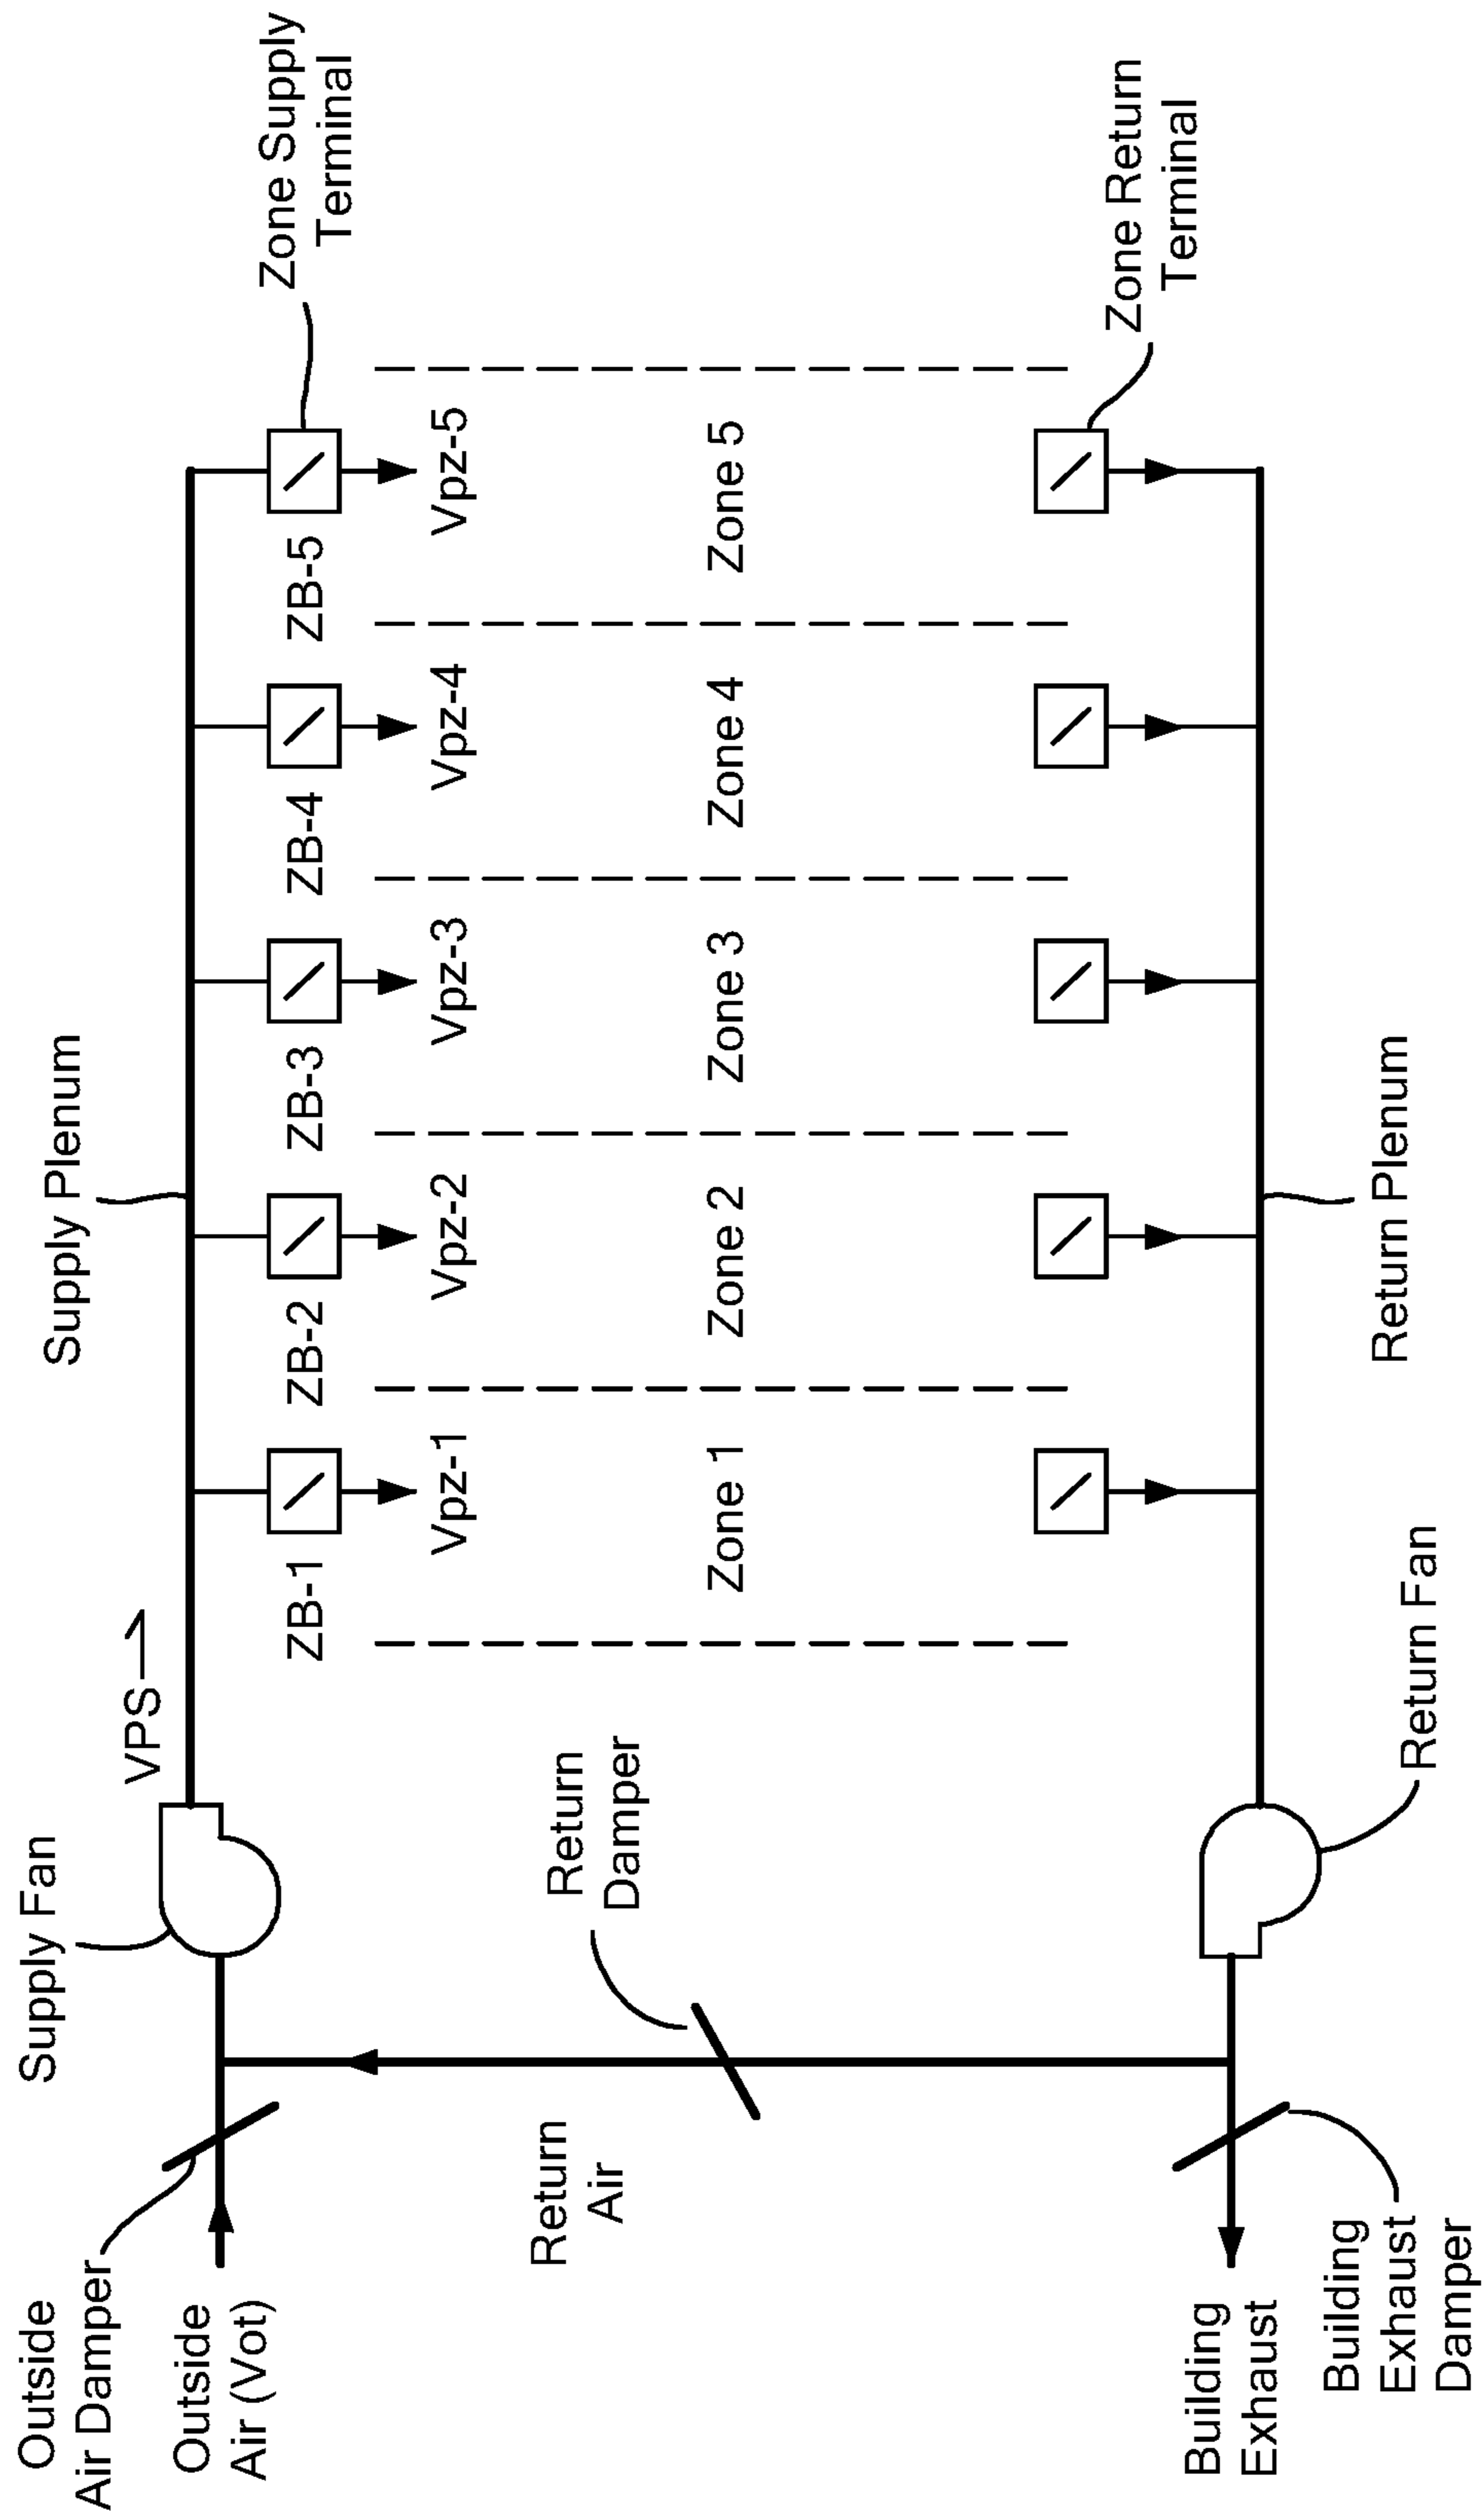 Outside
Air Damper
Outside
Air (Vot)
Supply Fan
VPS
Supply Plenum
Zone Supply
Terminal
ZB-1
ZB-2
ZB-3
ZB-4
ZB-5
Vpz-1
Vpz-2
Vpz-3
Vpz-4
Vpz-5
Return
Air
Return
Damper
Zone 1
Zone 2
Zone 3
Zone 4
Zone 5
Zone Return
Terminal
Building
Exhaust
Building
Exhaust
Damper
Return Fan
Return Plenum